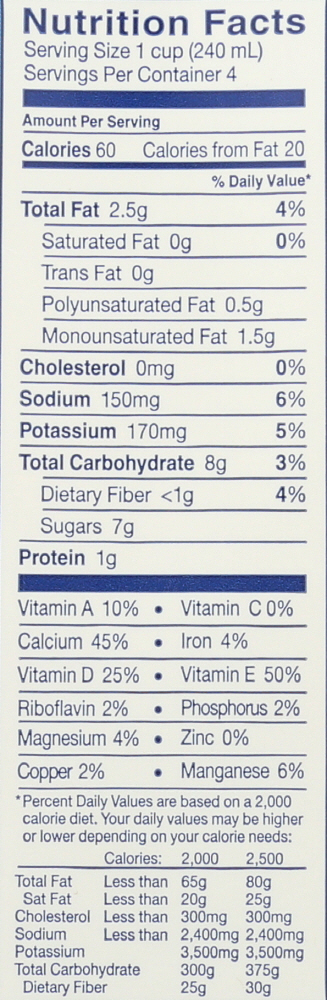 Nutrition Facts
Serving Size 1 cup (240 mL)
Servings Per Container 4
Amount Per Serving
Calories 60 Calories from Fat 20
% Daily Value*
Total Fat 2.5g 4%
Saturated Fat 0g 0%
Trans Fat 0g
Polyunsaturated Fat 0.5g
Monounsaturated Fat 1.5g
Cholesterol 0mg 0%
Sodium 150mg 6%
Potassium 170mg 5%
Total Carbohydrate 8g 3%
Dietary Fiber <1g 4%
Sugars 7g
Protein 1g
Vitamin A 10% • Vitamin C 0%
Calcium 45% • Iron 4%
Vitamin D 25% • Vitamin E 50%
Riboflavin 2% • Phosphorus 2%
Magnesium 4% • Zinc 0%
Copper 2% • Manganese 6%
*Percent Daily Values are based on a 2,000
calorie diet. Your daily values may be higher
or lower depending on your calorie needs:
Calories: 2,000 2,500
Total Fat Less than 65g 80g
Sat Fat Less than 20g 25g
Cholesterol Less than 300mg 300mg
Sodium Less than 2,400mg 2,400mg
Potassium 3,500mg 3,500mg
Total Carbohydrate 300g 375g
Dietary Fiber 25g 30g